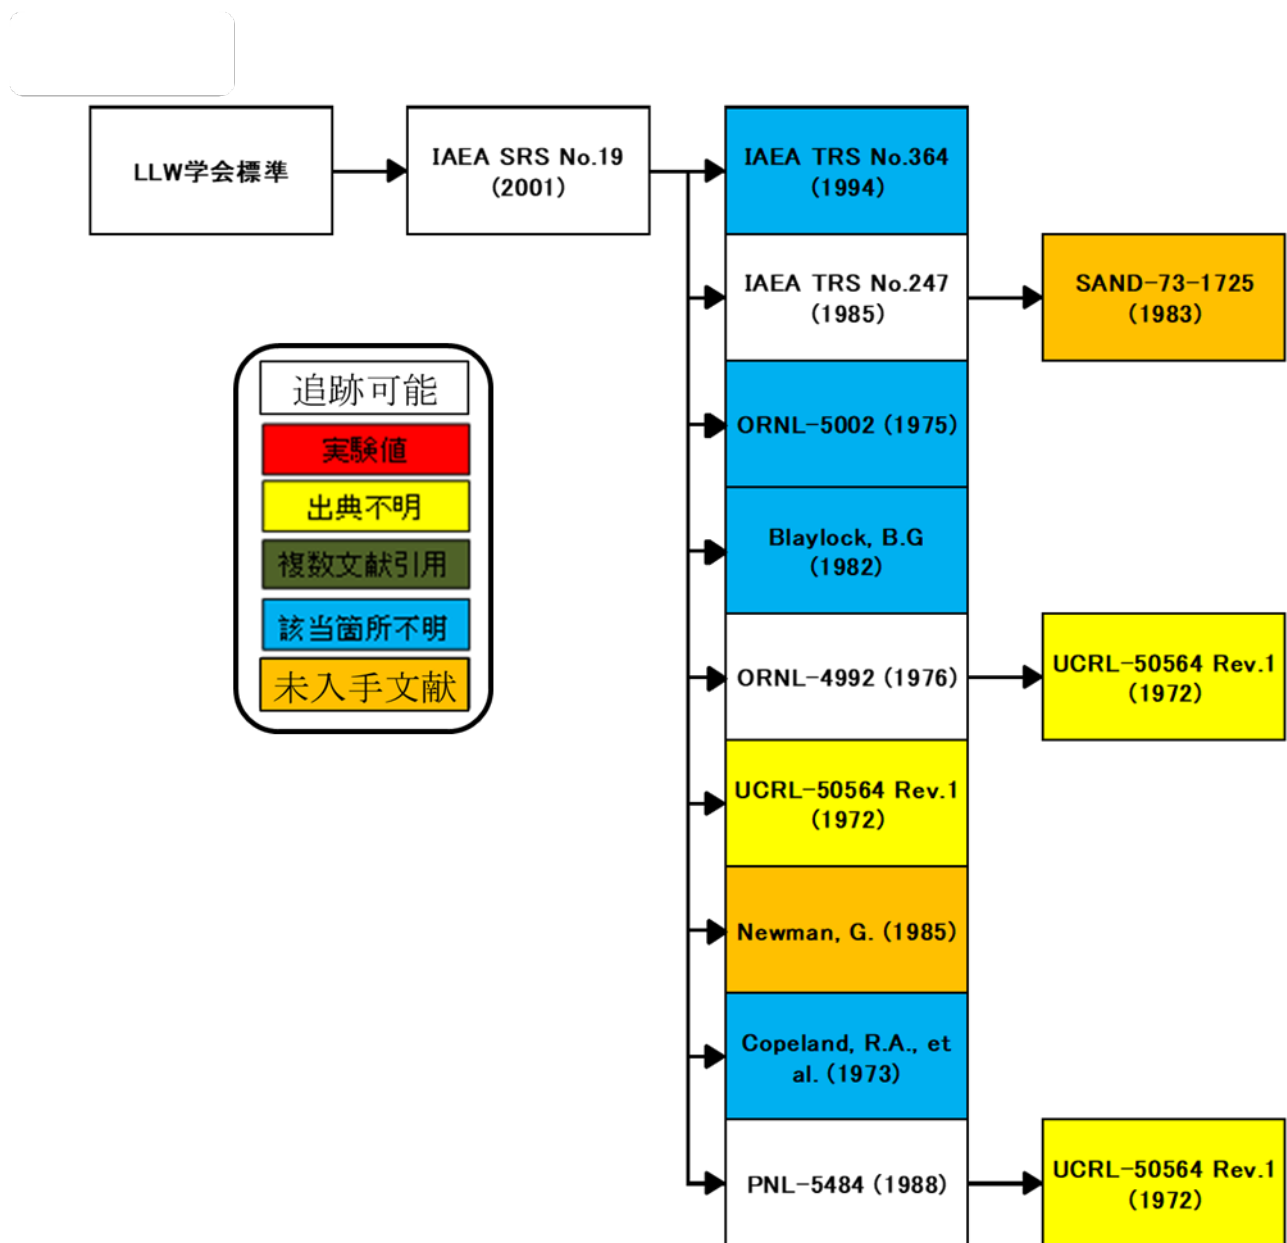 LLW学会標準
IAEA SRS No.19
(2001)
IAEA TRS No.364
(1994)
IAEA TRS No.247
(1985)
SAND-73-1725
(1983)
ORNL-5002 (1975)
Blaylock, B.G
(1982)
ORNL-4992 (1976)
UCRL-50564 Rev.1
(1972)
UCRL-50564 Rev.1
(1972)
Newman, G. (1985)
Copeland, R.A., et
al. (1973)
PNL-5484 (1988)
UCRL-50564 Rev.1
(1972)
追跡可能
実験値
出典不明
複数文献引用
該当箇所不明
未入手文献